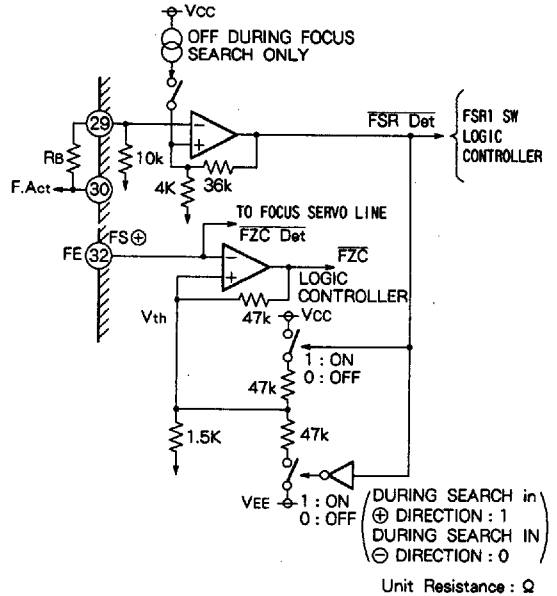 VCC
OFF DURING FOCUS
SEARCH ONLY
29
−
+
FSR Det
FSR1 SW
LOGIC
CONTROLLER
RB
10k
36k
4K
F.Act
30
TO FOCUS SERVO LINE
FS⊕
FZC Det
FE
32
−
+
FZC
LOGIC
CONTROLLER
Vth
47k
VCC
1 : ON
0 : OFF
47k
1.5K
47k
VEE
1 : ON
0 : OFF
DURING SEARCH in
⊕ DIRECTION : 1
DURING SEARCH IN
⊖ DIRECTION : 0
Unit Resistance : Ω